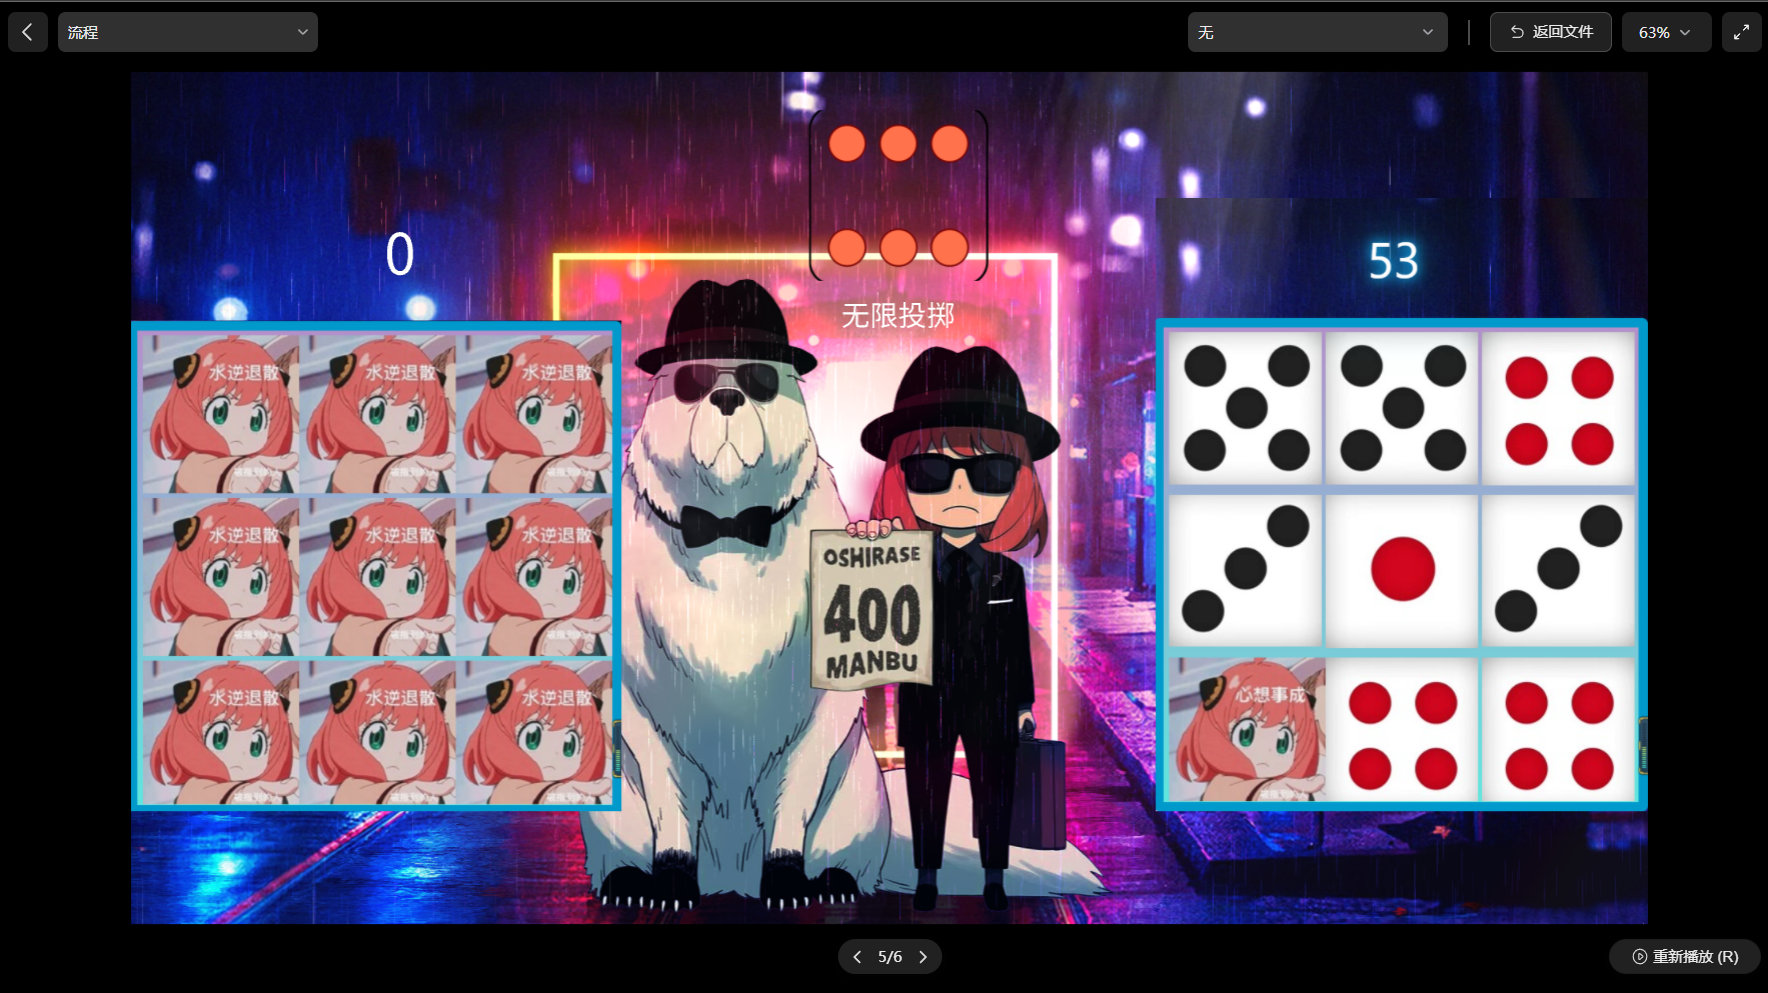 流程
无
返回文件
63%
0
53
无限投掷
水逆退散
水逆退散
水逆退散
水逆退散
水逆退散
水逆退散
水逆退散
水逆退散
水逆退散
OSHIRASE
400
MANBU
心想事成
5/6
重新播放 (R)